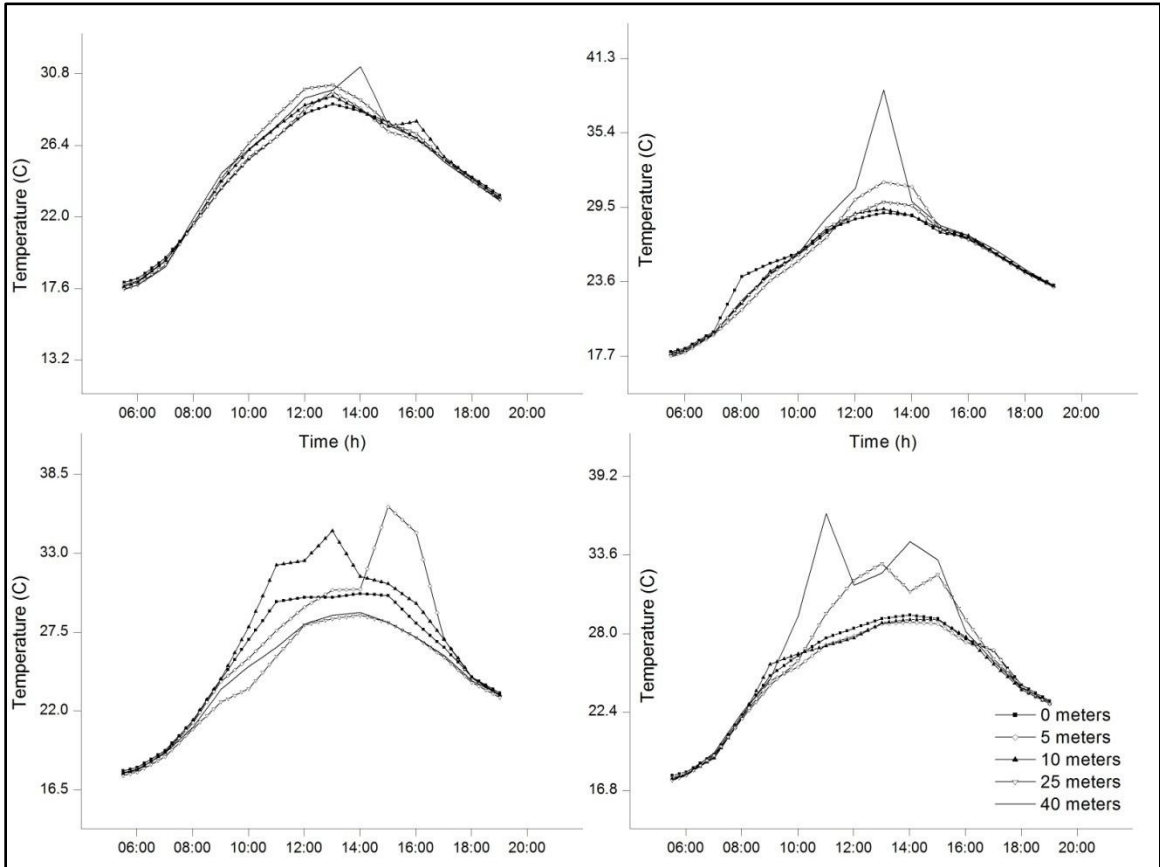 Temperature (C)
30.8
26.4
22.0
17.6
13.2
06:00 08:00 10:00 12:00 14:00 16:00 18:00 20:00
Time (h)
Temperature (C)
41.3
35.4
29.5
23.6
17.7
06:00 08:00 10:00 12:00 14:00 16:00 18:00 20:00
Time (h)
Temperature (C)
38.5
33.0
27.5
22.0
16.5
06:00 08:00 10:00 12:00 14:00 16:00 18:00 20:00
Temperature (C)
39.2
33.6
28.0
22.4
16.8
06:00 08:00 10:00 12:00 14:00 16:00 18:00 20:00
0 meters
5 meters
10 meters
25 meters
40 meters